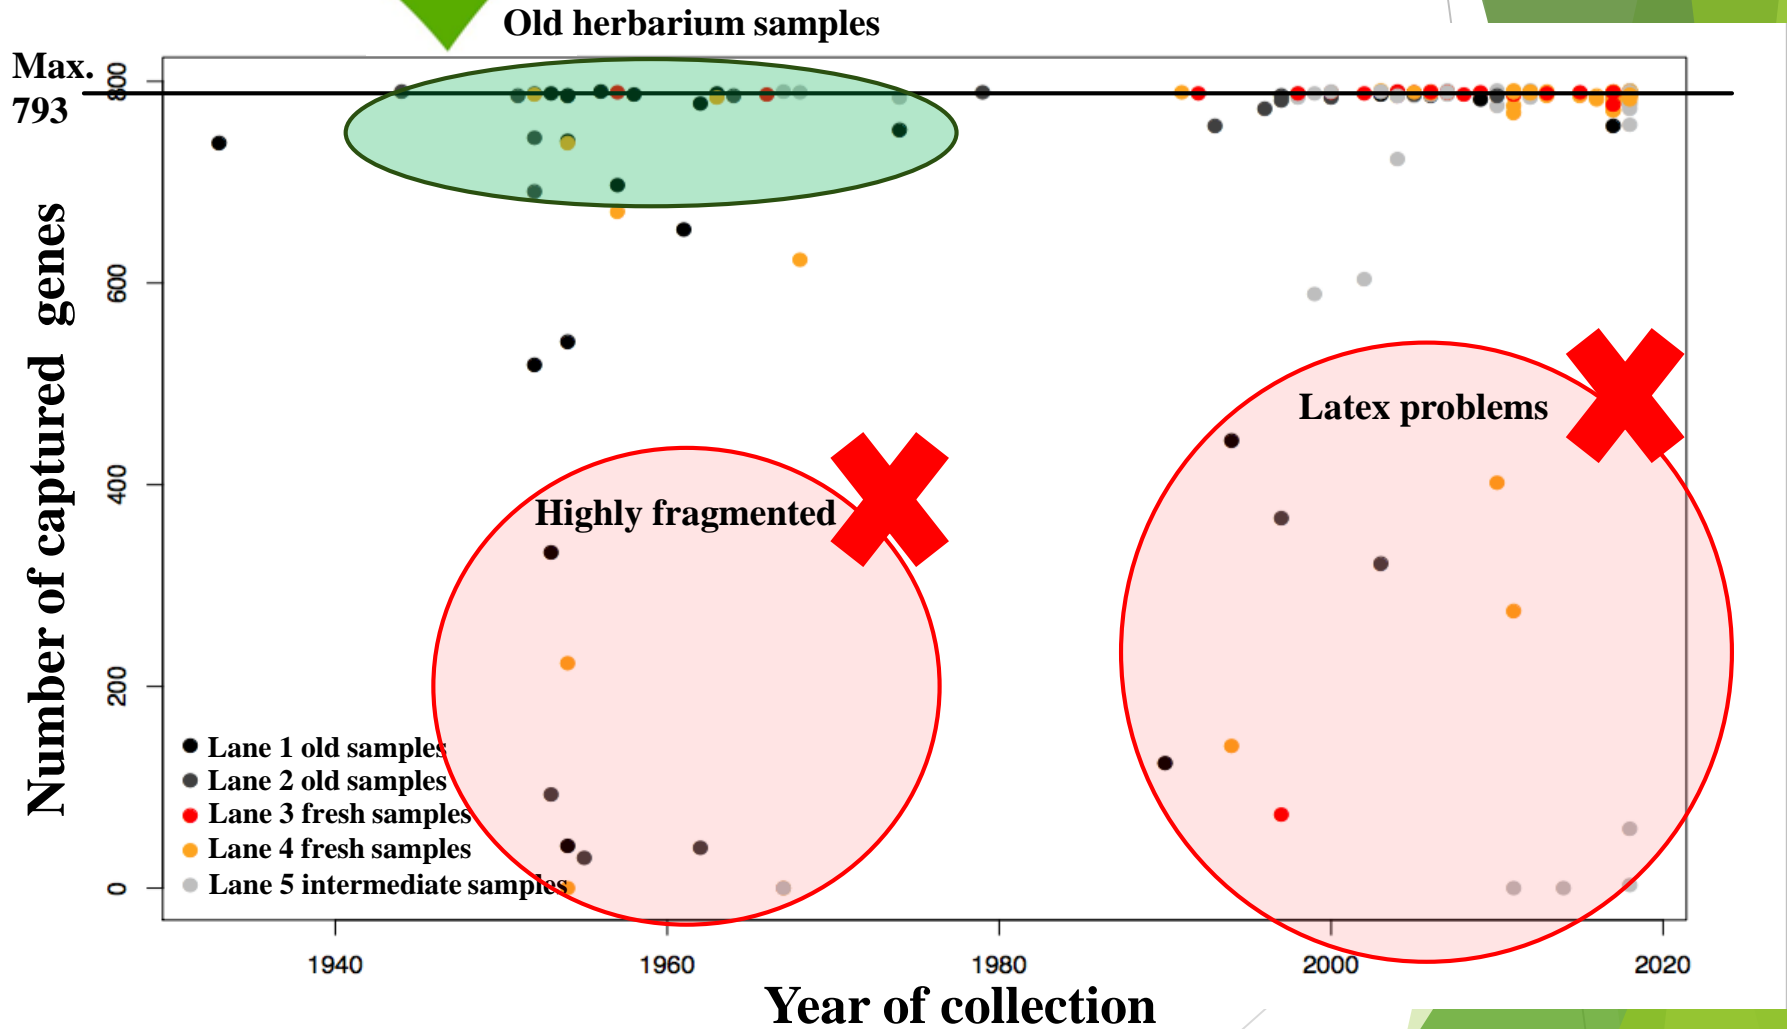 Old herbarium samples
Max.
793
800
600
400
200
0
Number of captured genes
Latex problems
Highly fragmented
Lane 1 old samples
Lane 2 old samples
Lane 3 fresh samples
Lane 4 fresh samples
Lane 5 intermediate samples
1940 1960 1980 2000 2020
Year of collection